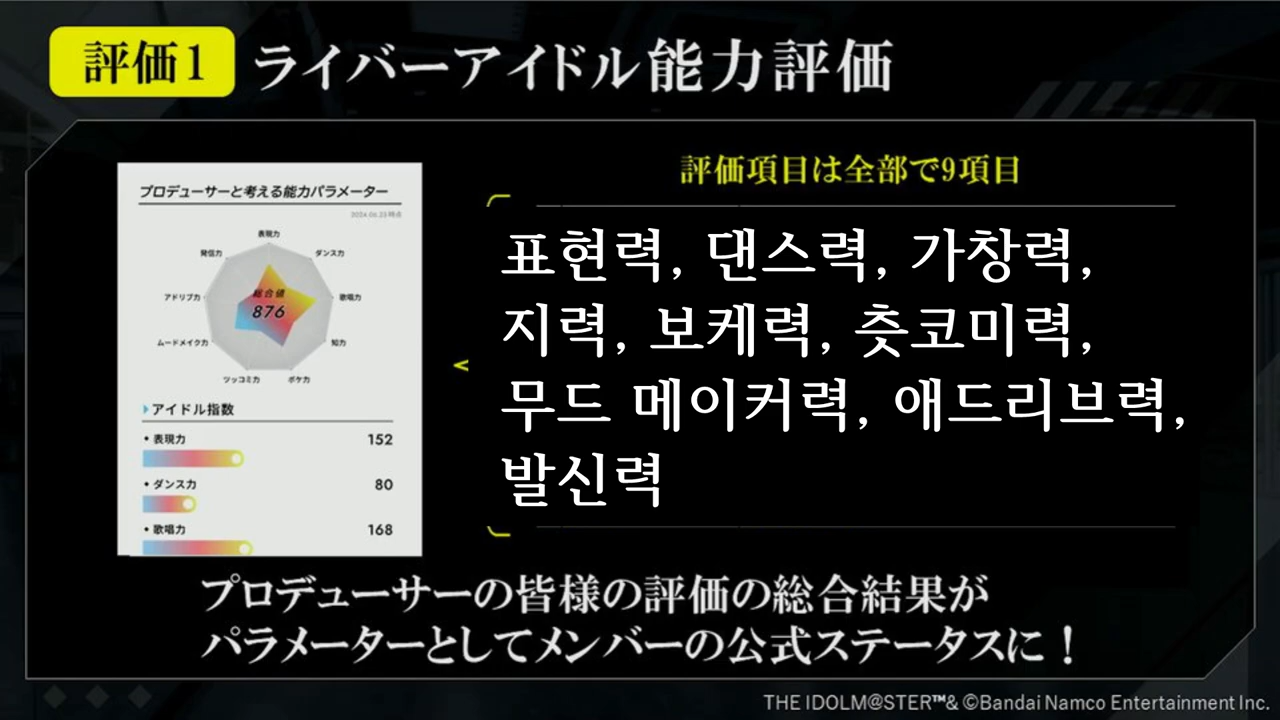 評価1 ライバーアイドル能力評価
プロデューサーと考える能力パラメーター
2024.06.23 時点
表現力
発信力
ダンス力
アドリブ力
総合値
歌唱力
876
ムードメイク力
知力
ツッコミ力
ボケ力
アイドル指数
・表現力 152
・ダンス力 80
・歌唱力 168
評価項目は全部で9項目
표현력, 댄스력, 가창력,
지력, 보케력, 츳코미력,
무드 메이커력, 애드리브력,
발신력
<
プロデューサーの皆様の評価の総合結果が
パラメーターとしてメンバーの公式ステータスに!
THE IDOLM@STER™& ©Bandai Namco Entertainment Inc.